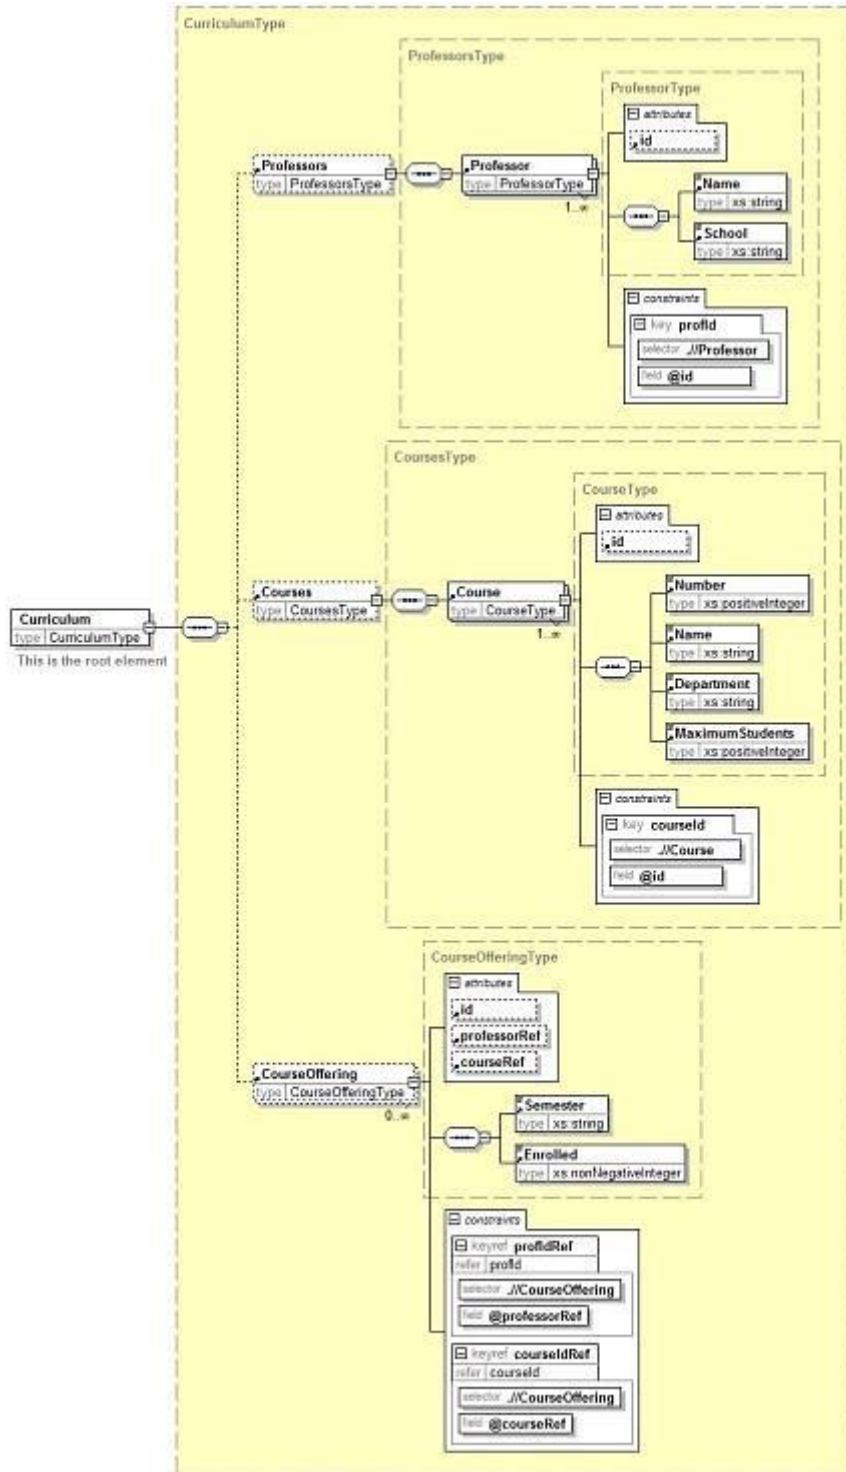 CurriculumType
ProfessorsType
ProfessorType
attributes
id
Professors
type ProfessorsType
Professor
type ProfessorType
1..∞
Name
type xs:string
School
type xs:string
constraints
key profId
selector .//Professor
field @id
CoursesType
CourseType
attributes
id
Courses
type CoursesType
Course
type CourseType
1..∞
Number
type xs:positiveInteger
Name
type xs:string
Department
type xs:string
MaximumStudents
type xs:positiveInteger
Curriculum
type CurriculumType
This is the root element
constraints
key courseId
selector .//Course
field @id
CourseOfferingType
attributes
id
professorRef
courseRef
CourseOffering
type CourseOfferingType
0..∞
Semester
type xs:string
Enrolled
type xs:nonNegativeInteger
constraints
keyref profIdRef
refer profId
selector .//CourseOffering
field @professorRef
keyref courseIdRef
refer courseId
selector .//CourseOffering
field @courseRef